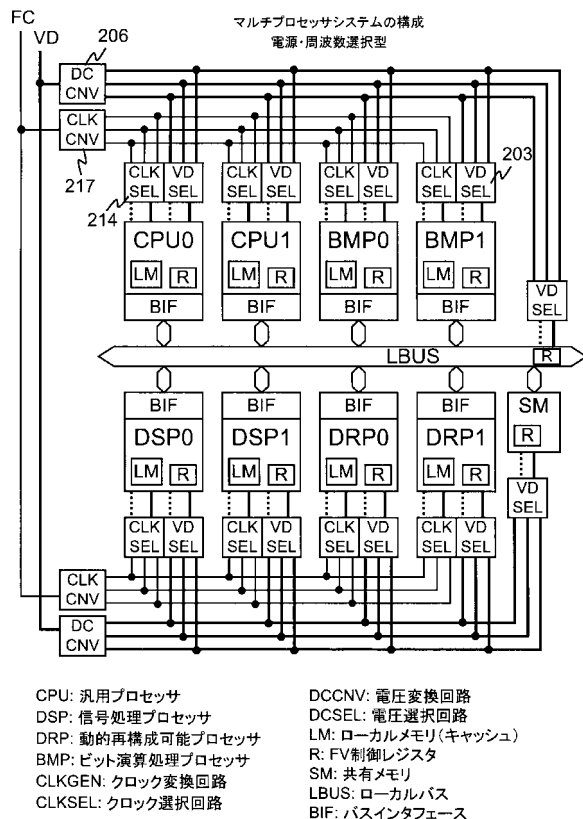 FC
VD
マルチプロセッサシステムの構成
電源・周波数選択型
206
DC
CNV
CLK
CNV
217
CLK
SEL
VD
SEL
CLK
SEL
VD
SEL
CLK
SEL
VD
SEL
CLK
SEL
VD
SEL
203
214
CPU0
LM
R
BIF
CPU1
LM
R
BIF
BMP0
LM
R
BIF
BMP1
LM
R
BIF
VD
SEL
LBUS
R
BIF
DSP0
LM
R
BIF
DSP1
LM
R
BIF
DRP0
LM
R
BIF
DRP1
LM
R
SM
R
CLK
SEL
VD
SEL
CLK
SEL
VD
SEL
CLK
SEL
VD
SEL
CLK
SEL
VD
SEL
VD
SEL
CLK
CNV
DC
CNV
CPU: 汎用プロセッサ
DSP: 信号処理プロセッサ
DRP: 動的再構成可能プロセッサ
BMP: ビット演算処理プロセッサ
CLKGEN: クロック変換回路
CLKSEL: クロック選択回路
DCCNV: 電圧変換回路
DCSEL: 電圧選択回路
LM: ローカルメモリ(キャッシュ)
R: FV制御レジスタ
SM: 共有メモリ
LBUS: ローカルバス
BIF: バスインタフェース